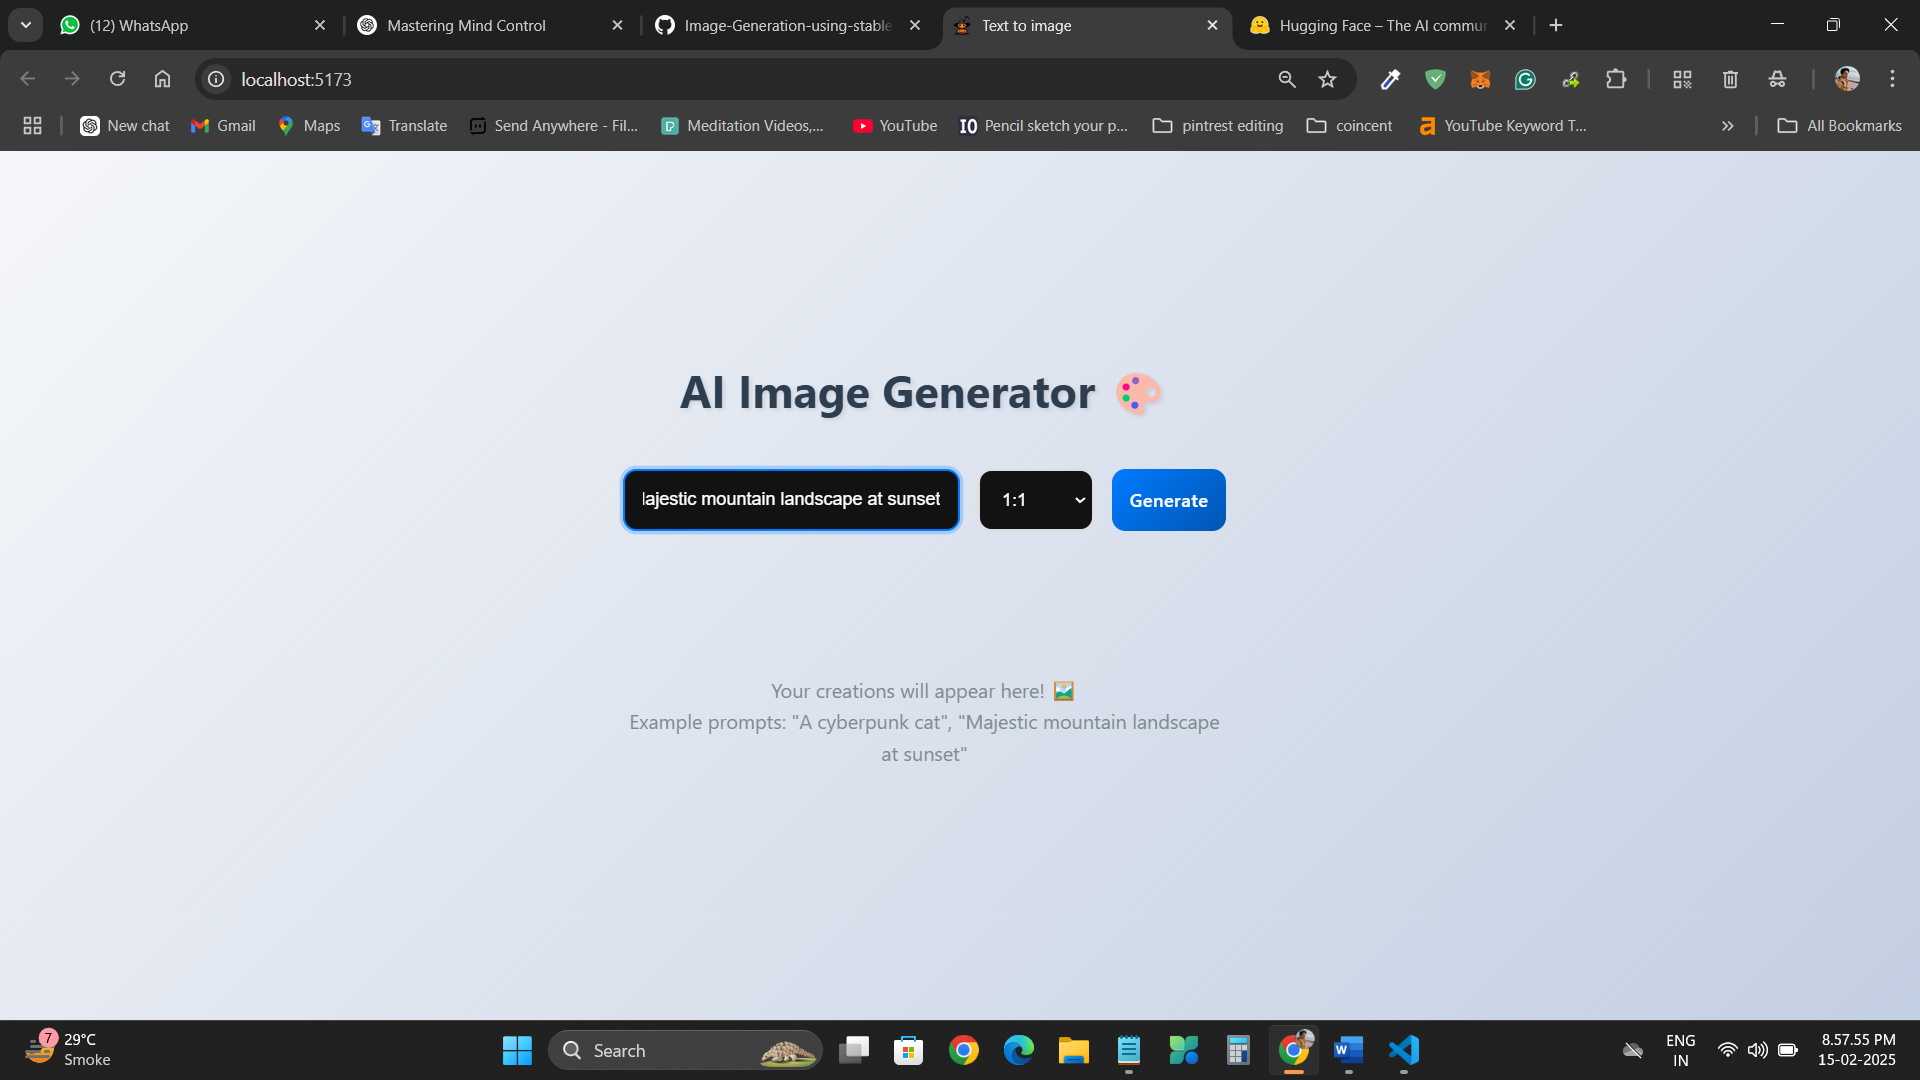 (12) WhatsApp
Mastering Mind Control
Image-Generation-using-stable
Text to image
Hugging Face – The AI commun
localhost:5173
New chat
Gmail
Maps
Translate
Send Anywhere - Fil...
Meditation Videos,...
YouTube
IO Pencil sketch your p...
pintrest editing
coincent
YouTube Keyword T...
All Bookmarks
AI Image Generator
Majestic mountain landscape at sunset
1:1
Generate
Your creations will appear here!
Example prompts: "A cyberpunk cat", "Majestic mountain landscape
at sunset"
7
29°C
Smoke
Search
ENG
IN
8.57.55 PM
15-02-2025